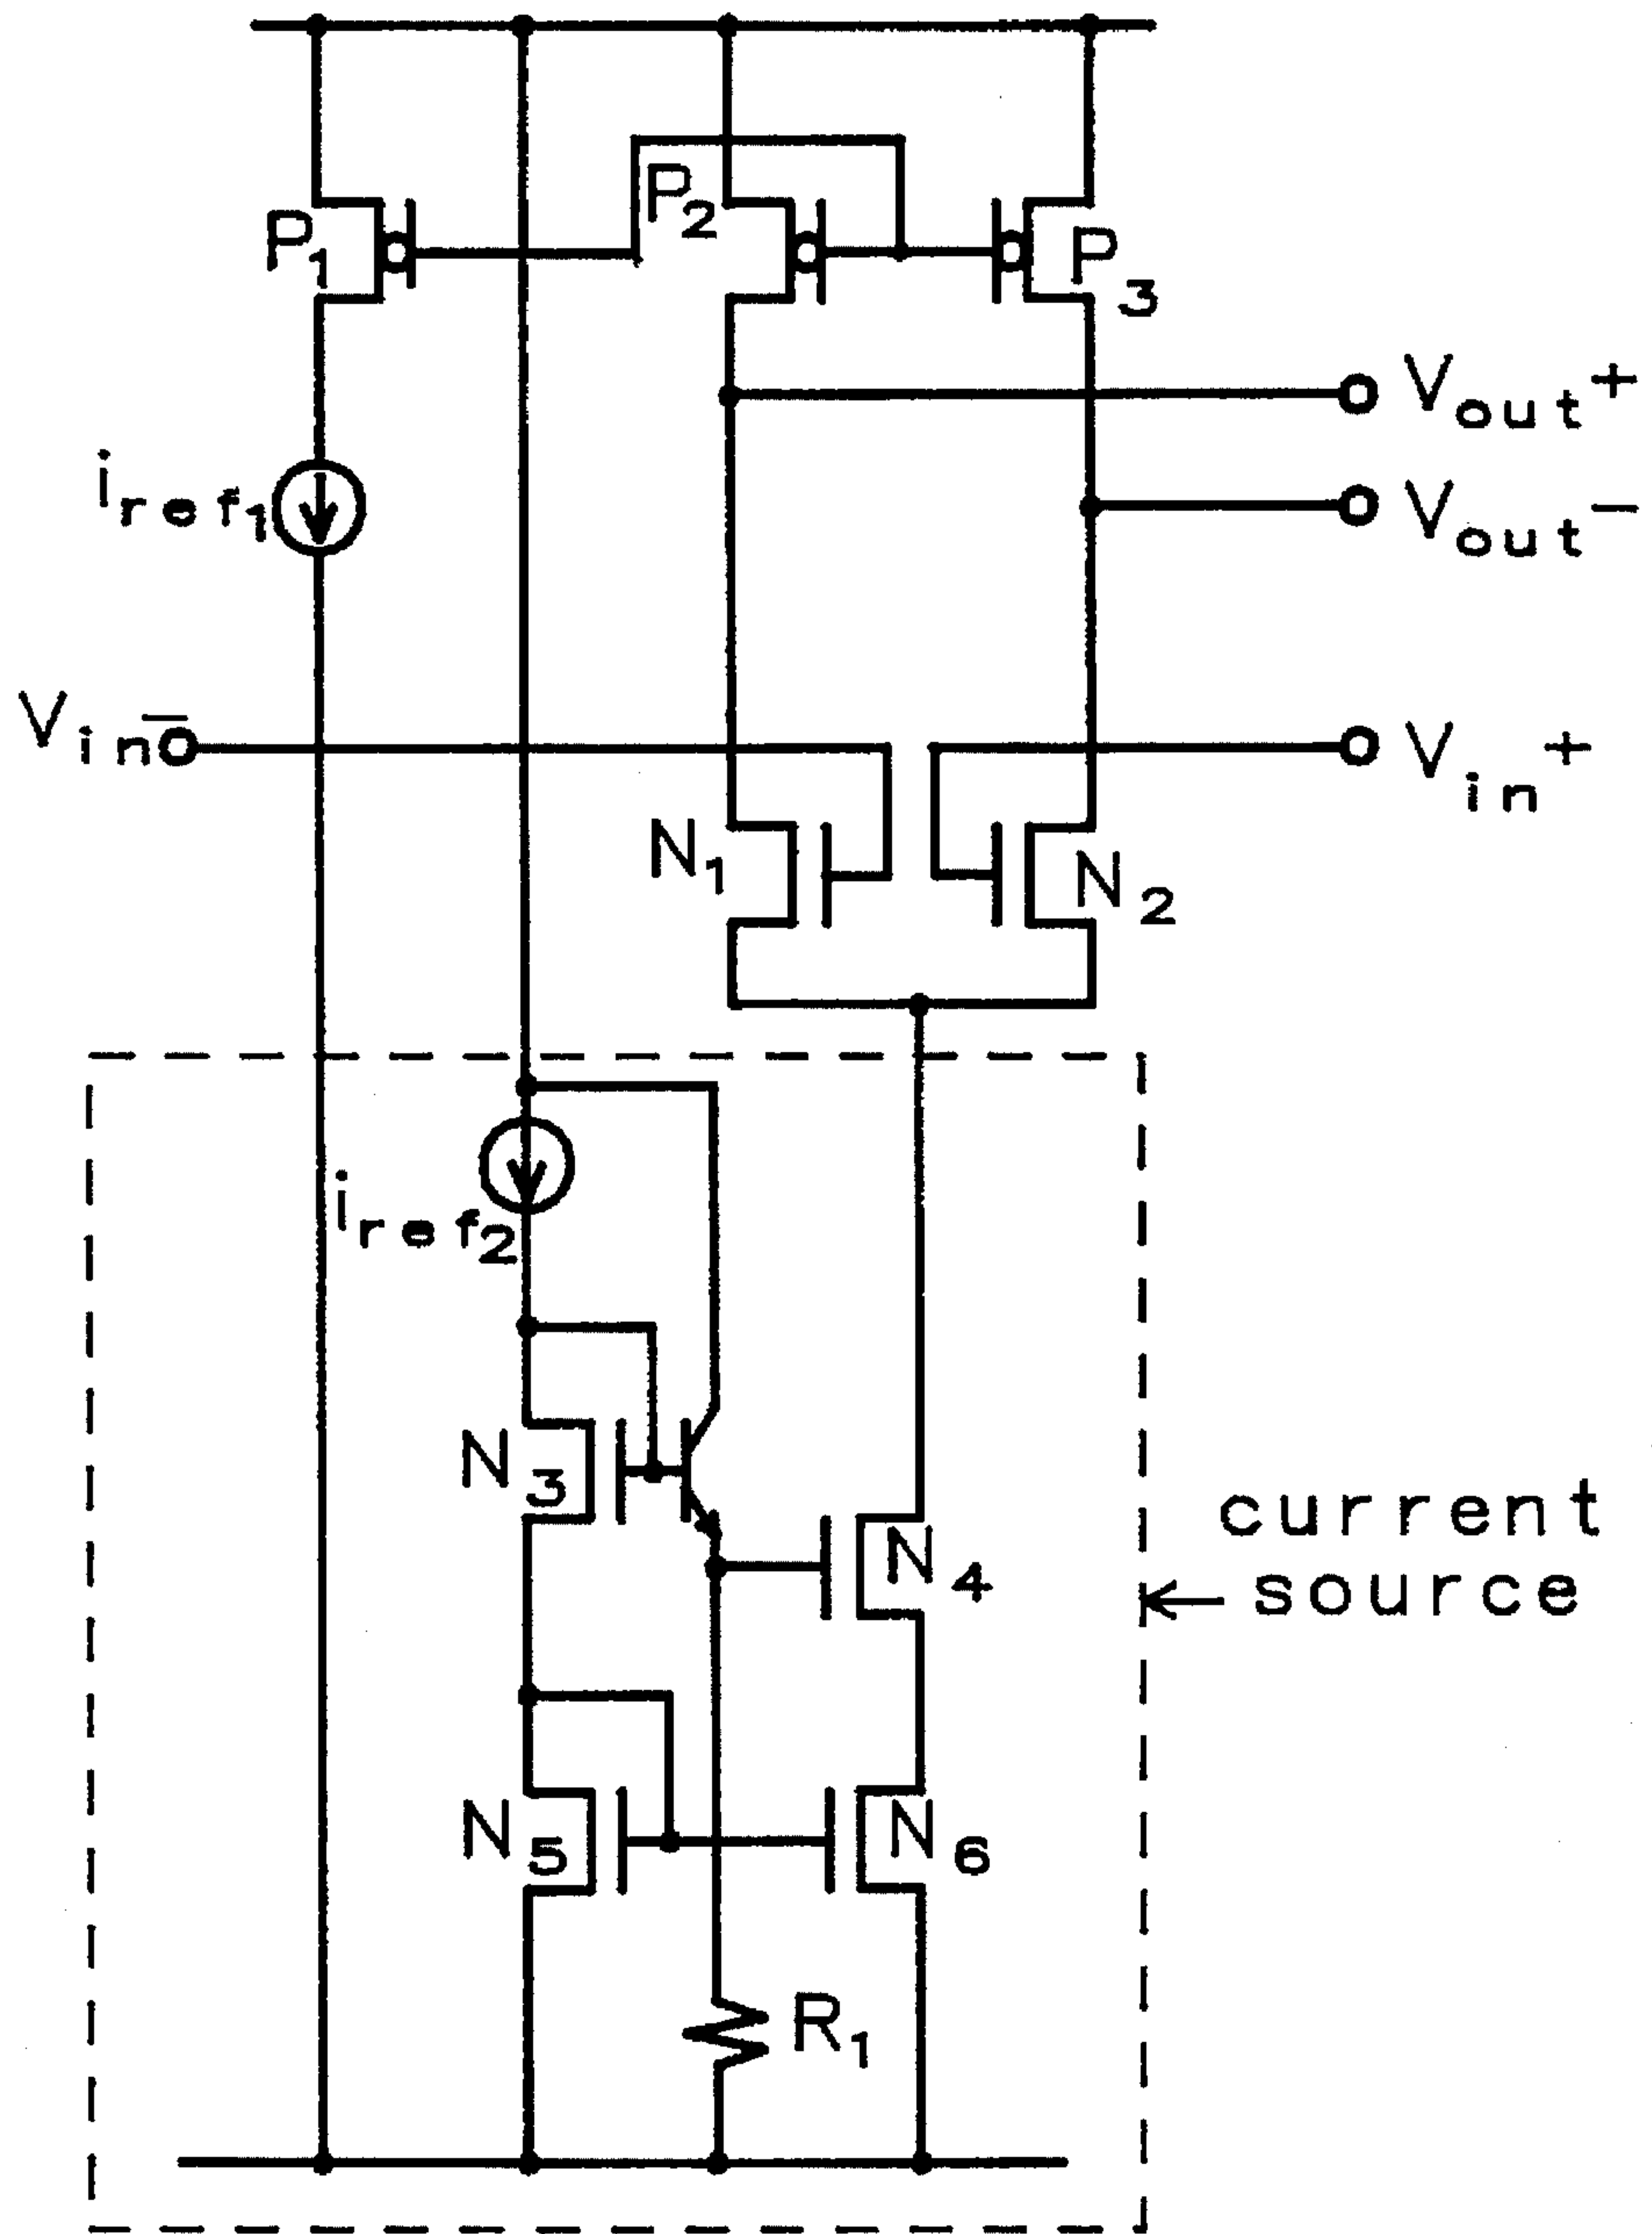 P1
P2
P3
Vout+
iref1
Vout-
Vin-
Vin+
N1
N2
iref2
N3
N4
current
source
N5
N6
R1